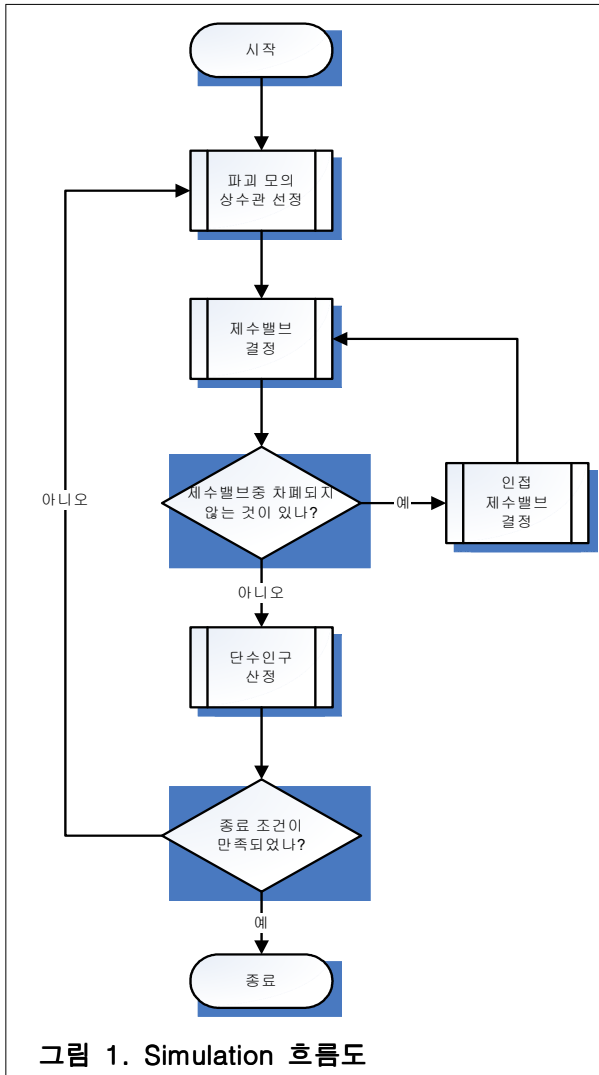 시작
파괴 모의
상수관 선정
제수밸브
결정
제수밸브중 차폐되지
않는 것이 있나?
예
인접
제수밸브
결정
아니오
아니오
단수인구
산정
종료 조건이
만족되었나?
예
종료
그림 1. Simulation 흐름도